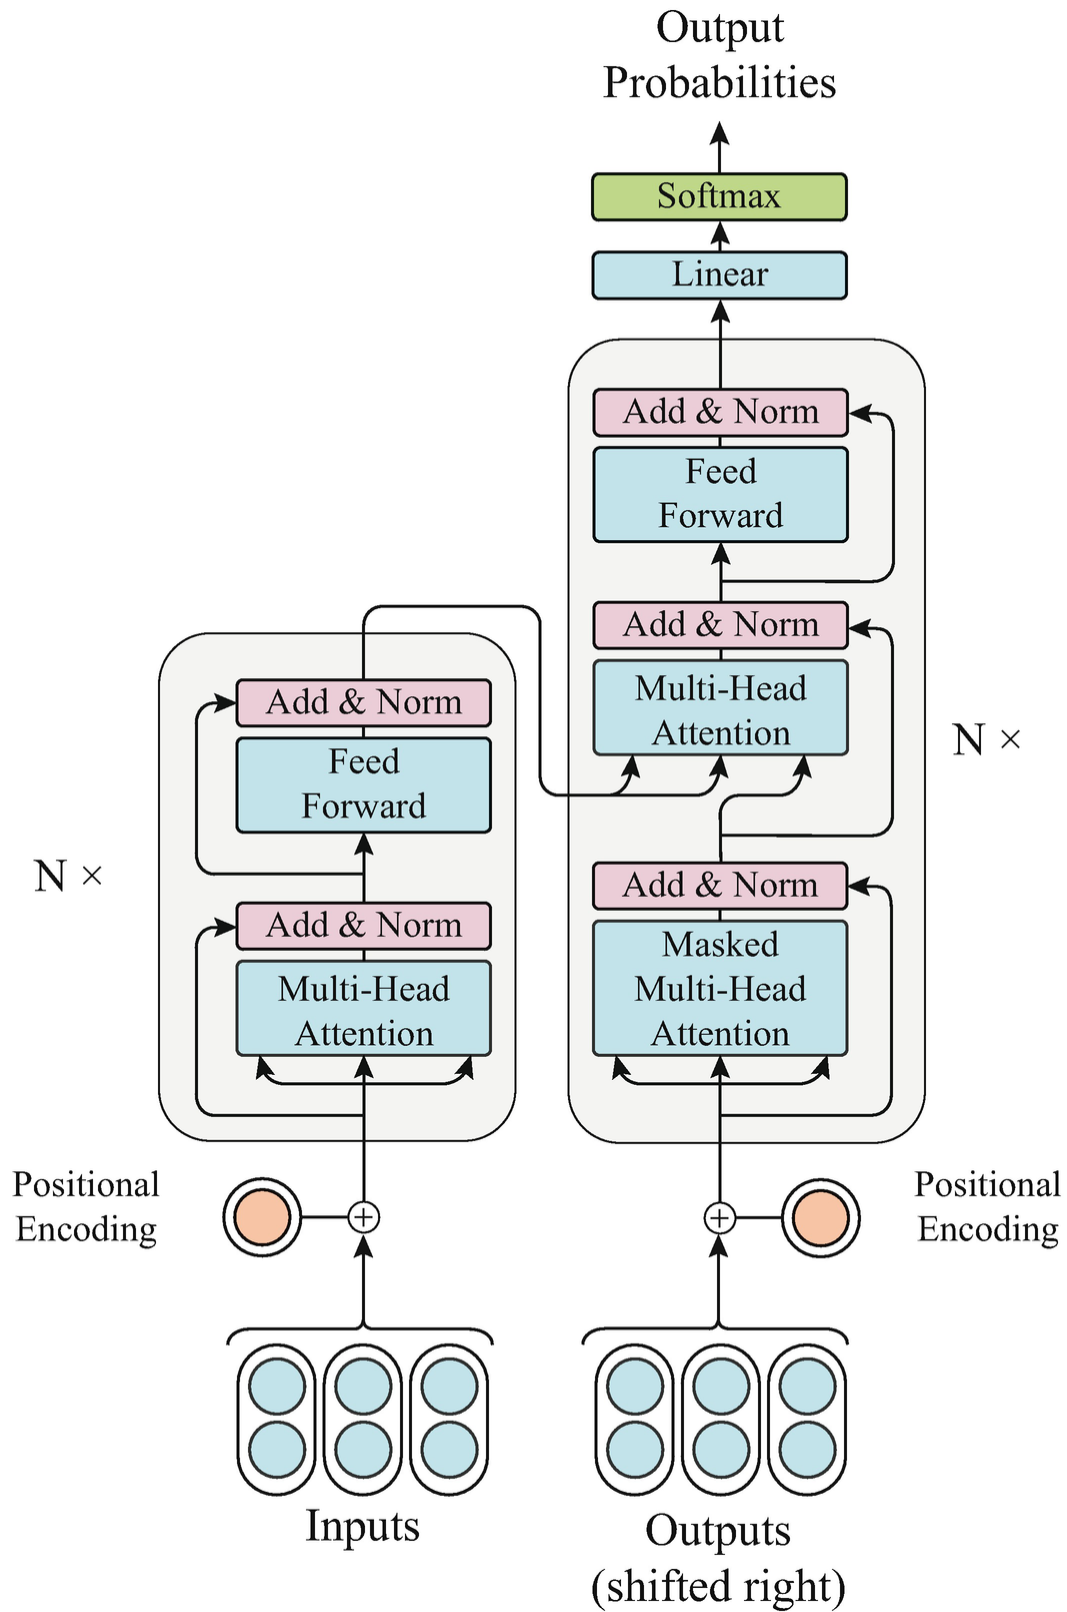 Output
Probabilities
Softmax
Linear
Add & Norm
Feed
Forward
Add & Norm
Multi-Head
Attention
N ×
Add & Norm
Masked
Multi-Head
Attention
Add & Norm
Feed
Forward
N ×
Add & Norm
Multi-Head
Attention
Positional
Encoding
+
+
Positional
Encoding
Inputs
Outputs
(shifted right)